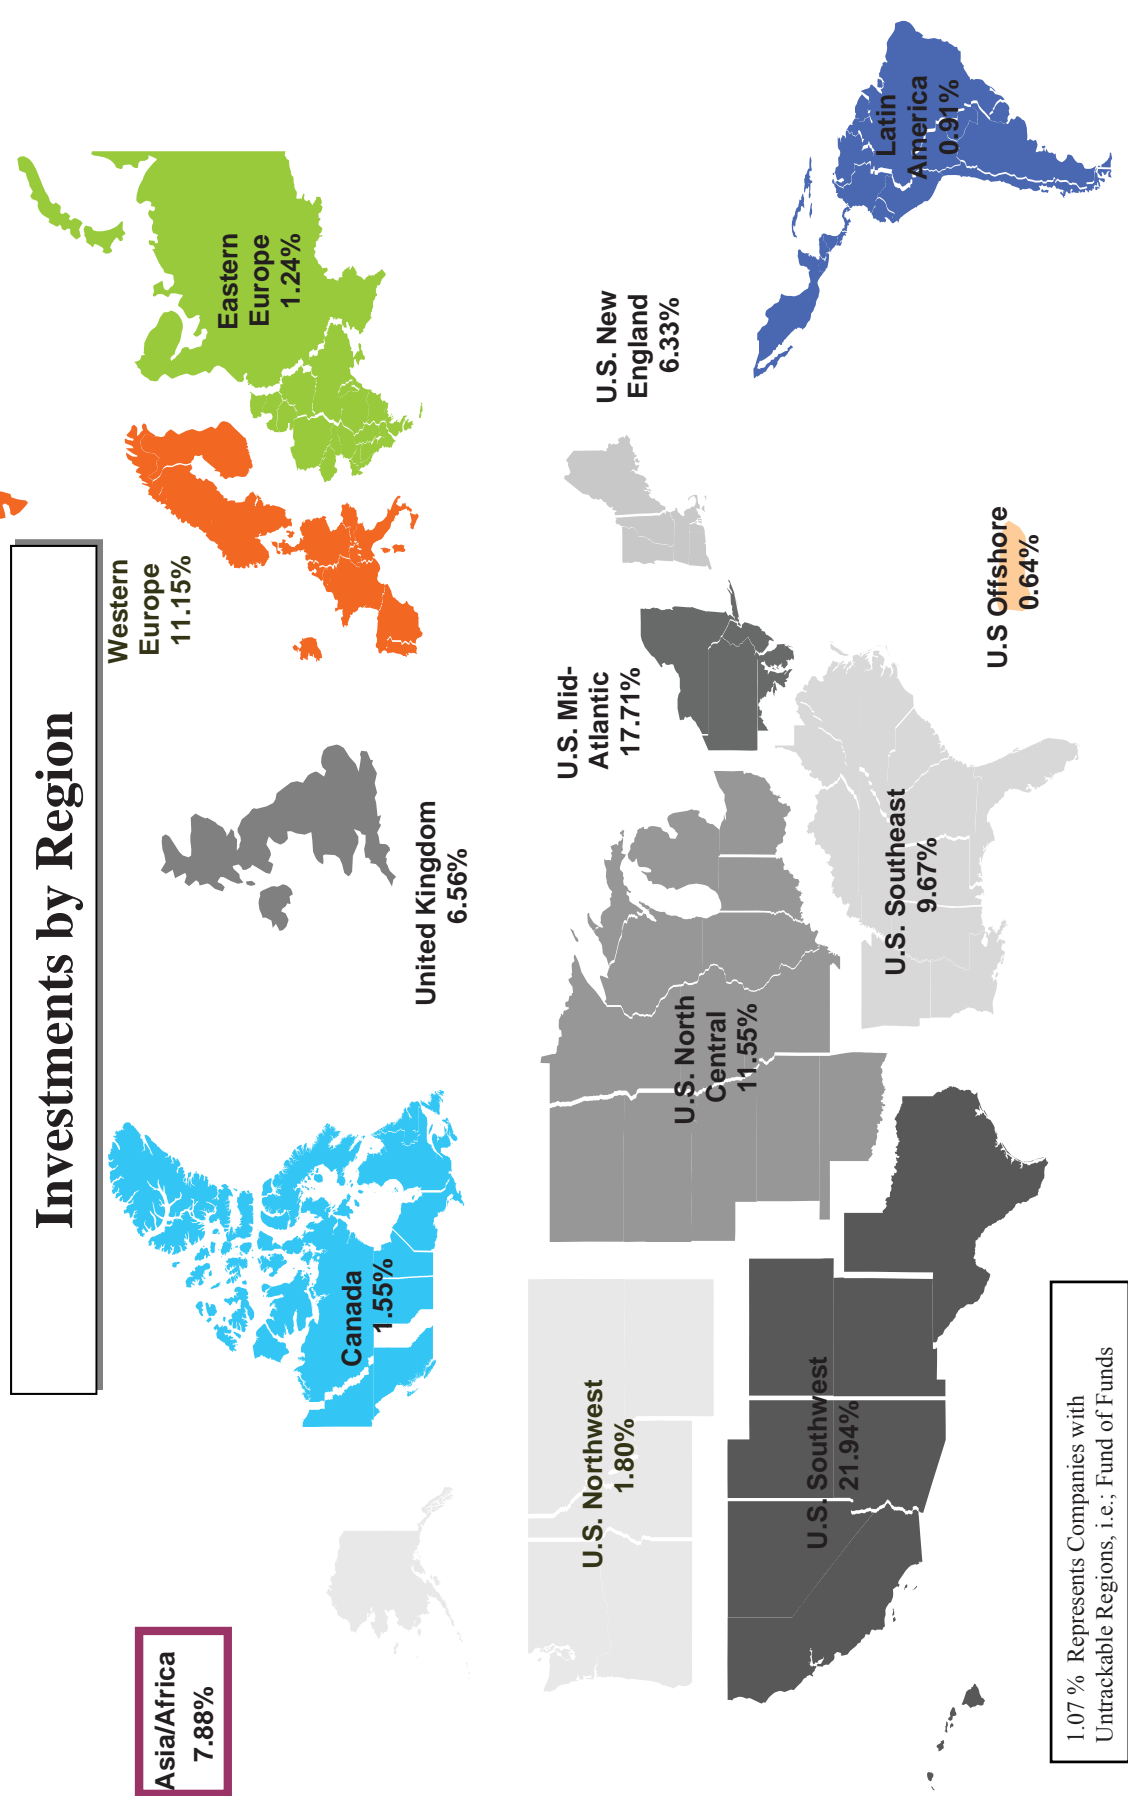 Investments by Region
Asia/Africa
7.88%
Canada
1.55%
United Kingdom
6.56%
Western
Europe
11.15%
Eastern
Europe
1.24%
U.S. Northwest
1.80%
U.S. North
Central
11.55%
U.S. Mid-
Atlantic
17.71%
U.S. New
England
6.33%
U.S. Southwest
21.94%
U.S. Southeast
9.67%
U.S Offshore
0.64%
Latin
America
0.91%
1.07 % Represents Companies with
Untrackable Regions, i.e.; Fund of Funds